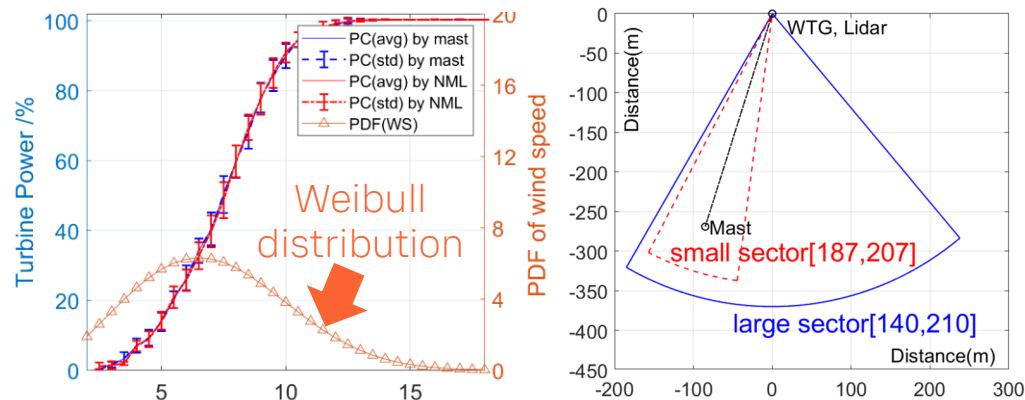 100
80
60
40
20
0
Turbine Power /%
5
10
15
20
16
12
8
4
0
PDF of wind speed
PC(avg) by mast
PC(std) by mast
PC(avg) by NML
PC(std) by NML
PDF(WS)
Weibull
distribution
0
-50
-100
-150
-200
-250
-300
-350
-400
-450
Distance(m)
WTG, Lidar
Mast
small sector[187,207]
large sector[140,210]
Distance(m)
-200
-100
0
100
200
300